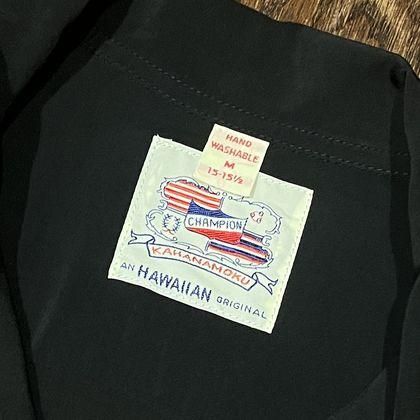 HAND
WASHABLE
M
15-15½
CHAMPION
KAHANAMOKU
AN HAWAIIAN ORIGINAL